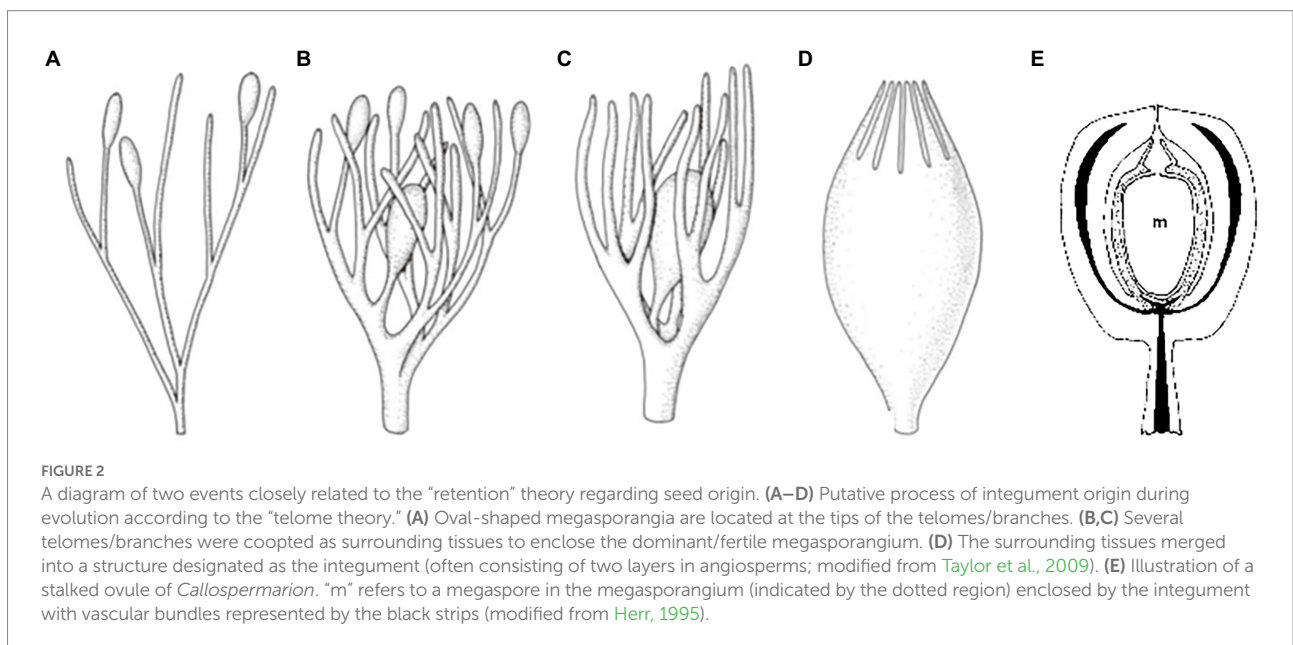 A B C D E
m
FIGURE 2
A diagram of two events closely related to the “retention” theory regarding seed origin. (A–D) Putative process of integument origin during
evolution according to the “telome theory.” (A) Oval-shaped megasporangia are located at the tips of the telomes/branches. (B,C) Several
telomes/branches were coopted as surrounding tissues to enclose the dominant/fertile megasporangium. (D) The surrounding tissues merged
into a structure designated as the integument (often consisting of two layers in angiosperms; modified from Taylor et al., 2009). (E) Illustration of a
stalked ovule of Callospermarion. “m” refers to a megaspore in the megasporangium (indicated by the dotted region) enclosed by the integument
with vascular bundles represented by the black strips (modified from Herr, 1995).